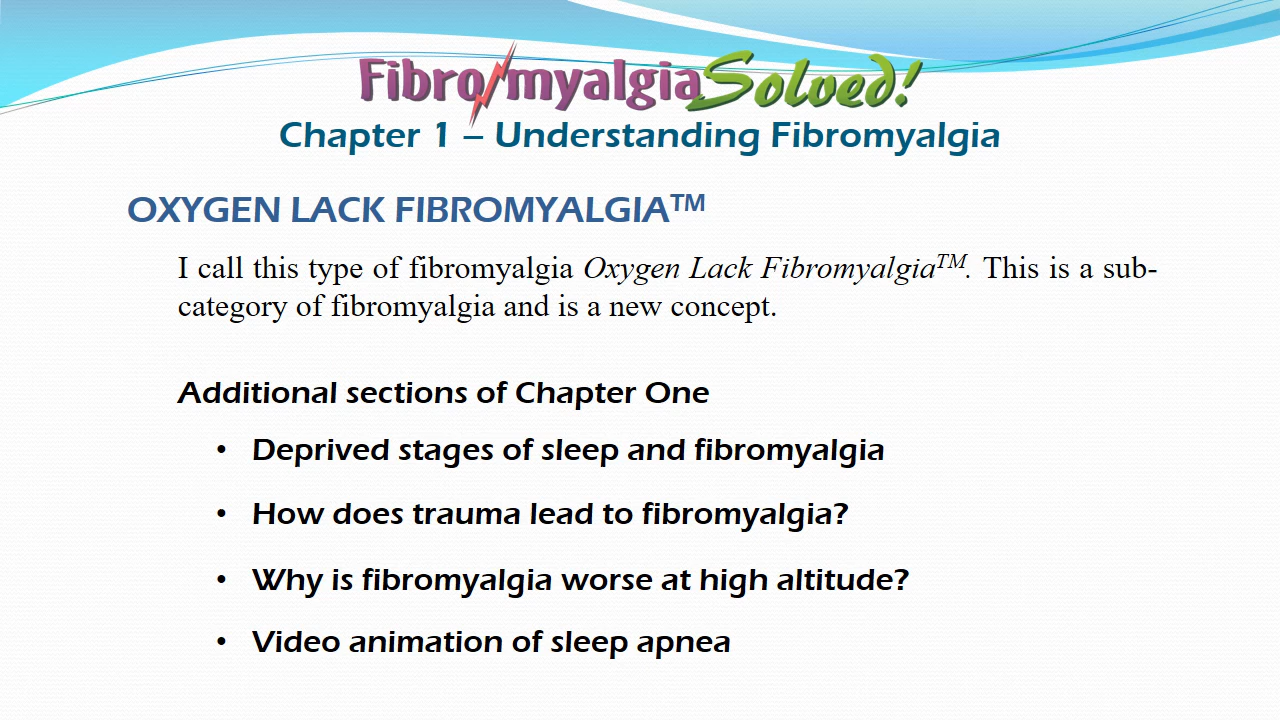 Fibromyalgia Solved!
Chapter 1 – Understanding Fibromyalgia
OXYGEN LACK FIBROMYALGIA™
I call this type of fibromyalgia Oxygen Lack Fibromyalgia™. This is a sub-
category of fibromyalgia and is a new concept.
Additional sections of Chapter One
• Deprived stages of sleep and fibromyalgia
• How does trauma lead to fibromyalgia?
• Why is fibromyalgia worse at high altitude?
• Video animation of sleep apnea